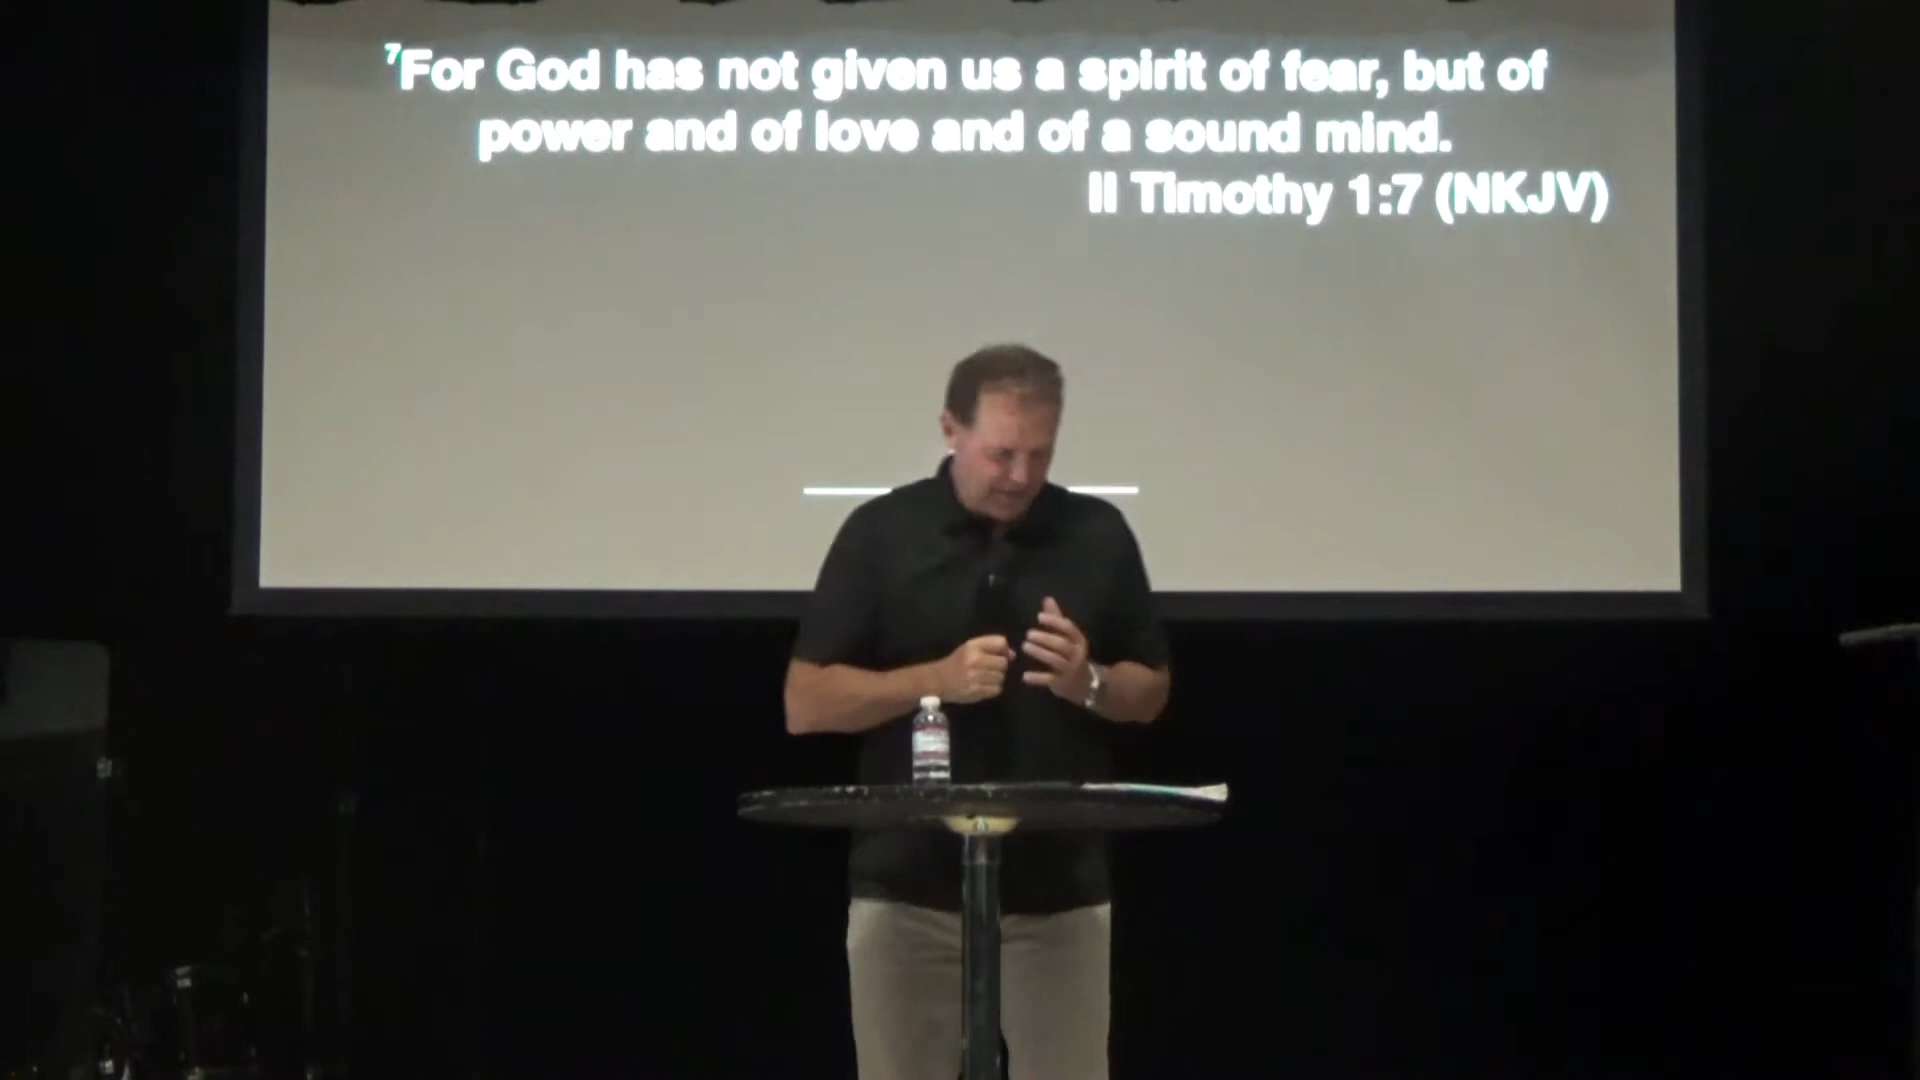 ⁷For God has not given us a spirit of fear, but of
power and of love and of a sound mind.
II Timothy 1:7 (NKJV)